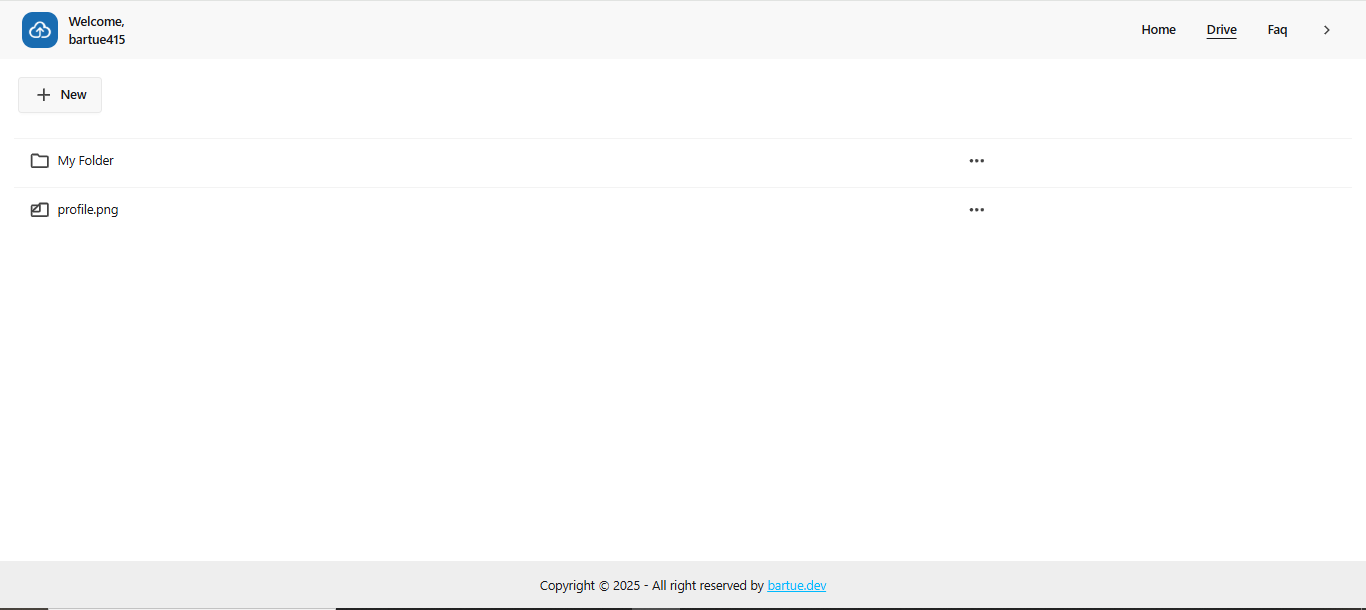 Welcome,
bartue415
Home Drive Faq
New
My Folder
profile.png
Copyright © 2025 - All right reserved by bartue.dev